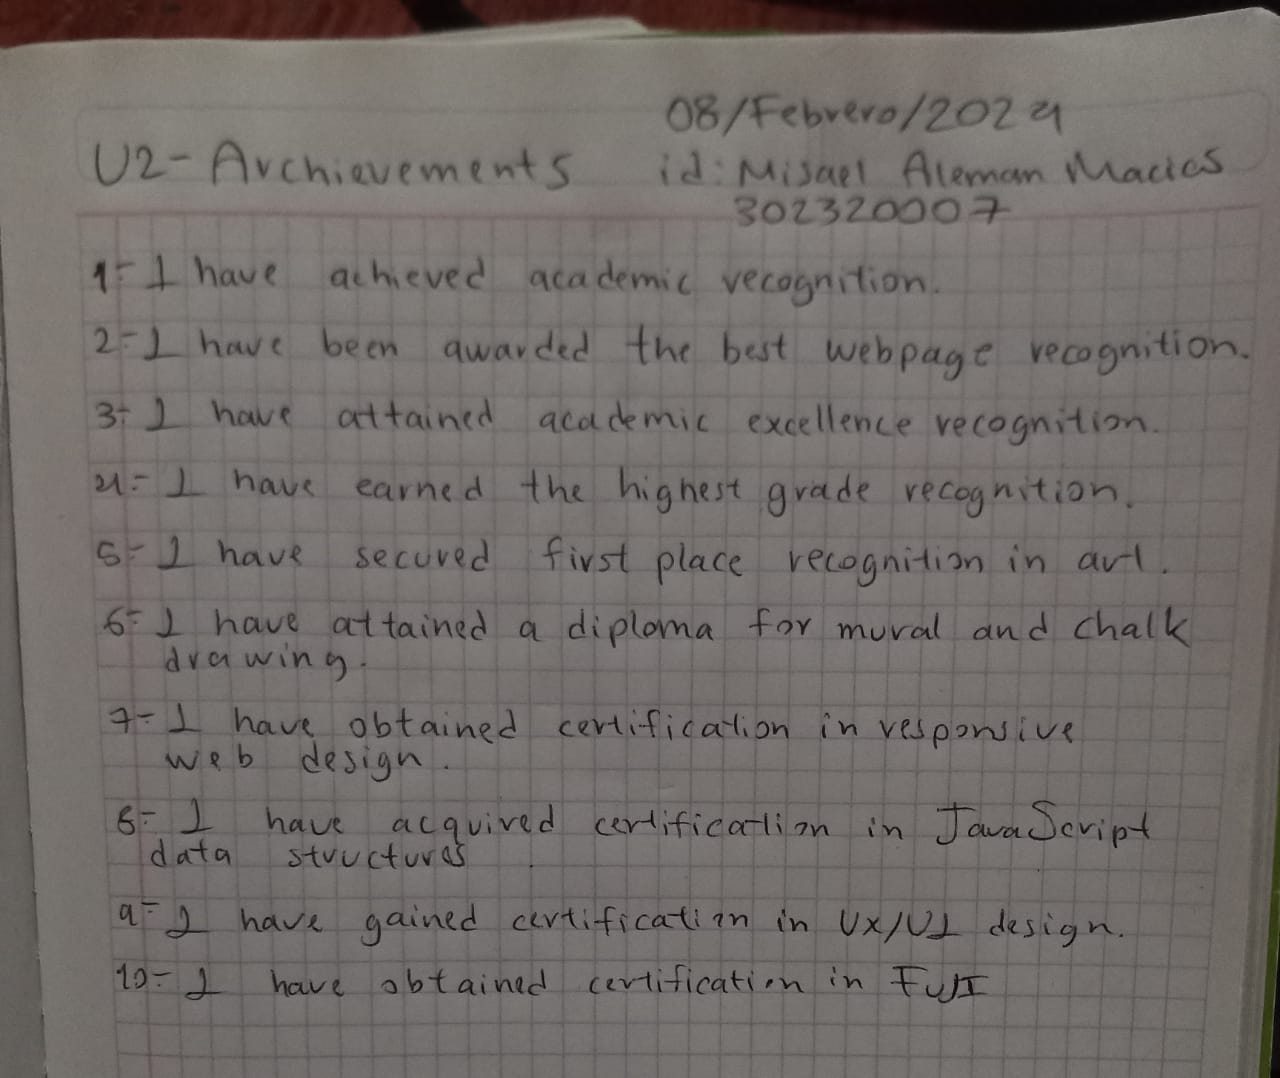 08/Febrero/2024
U2- Archievements id: Misael Aleman Macias
302320007
1- I have achieved academic recognition.
2- I have been awarded the best webpage recognition.
3- I have attained academic excellence recognition.
4- I have earned the highest grade recognition.
5- I have secured first place recognition in art.
6- I have attained a diploma for mural and chalk
drawing.
7- I have obtained certification in responsive
web design.
8- I have acquired certification in JavaScript
data structures
9- I have gained certification in UX/UI design.
10- I have obtained certification in